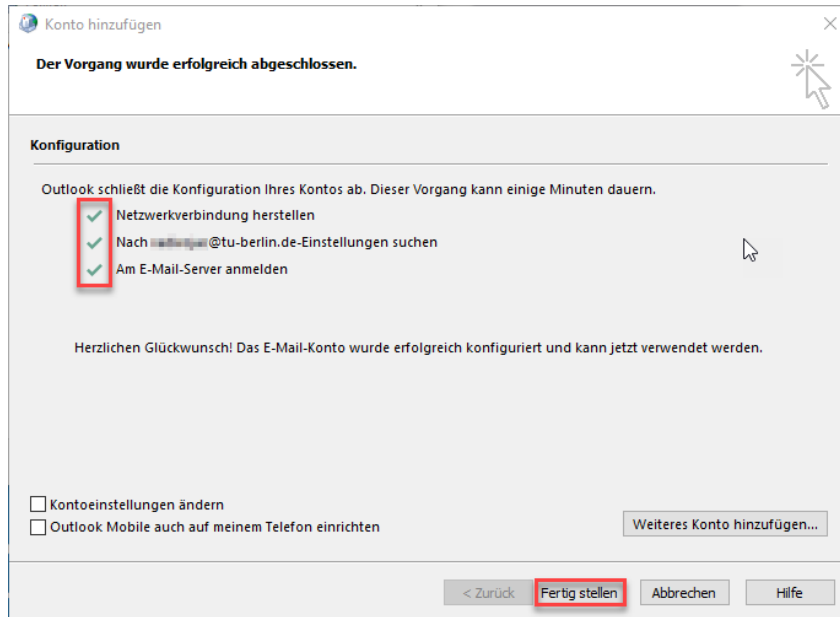 Konto hinzufügen
Der Vorgang wurde erfolgreich abgeschlossen.
Konfiguration
Outlook schließt die Konfiguration Ihres Kontos ab. Dieser Vorgang kann einige Minuten dauern.
Netzwerkverbindung herstellen
Nach @tu-berlin.de-Einstellungen suchen
Am E-Mail-Server anmelden
Herzlichen Glückwunsch! Das E-Mail-Konto wurde erfolgreich konfiguriert und kann jetzt verwendet werden.
Kontoeinstellungen ändern
Outlook Mobile auch auf meinem Telefon einrichten
Weiteres Konto hinzufügen...
< Zurück Fertig stellen Abbrechen Hilfe